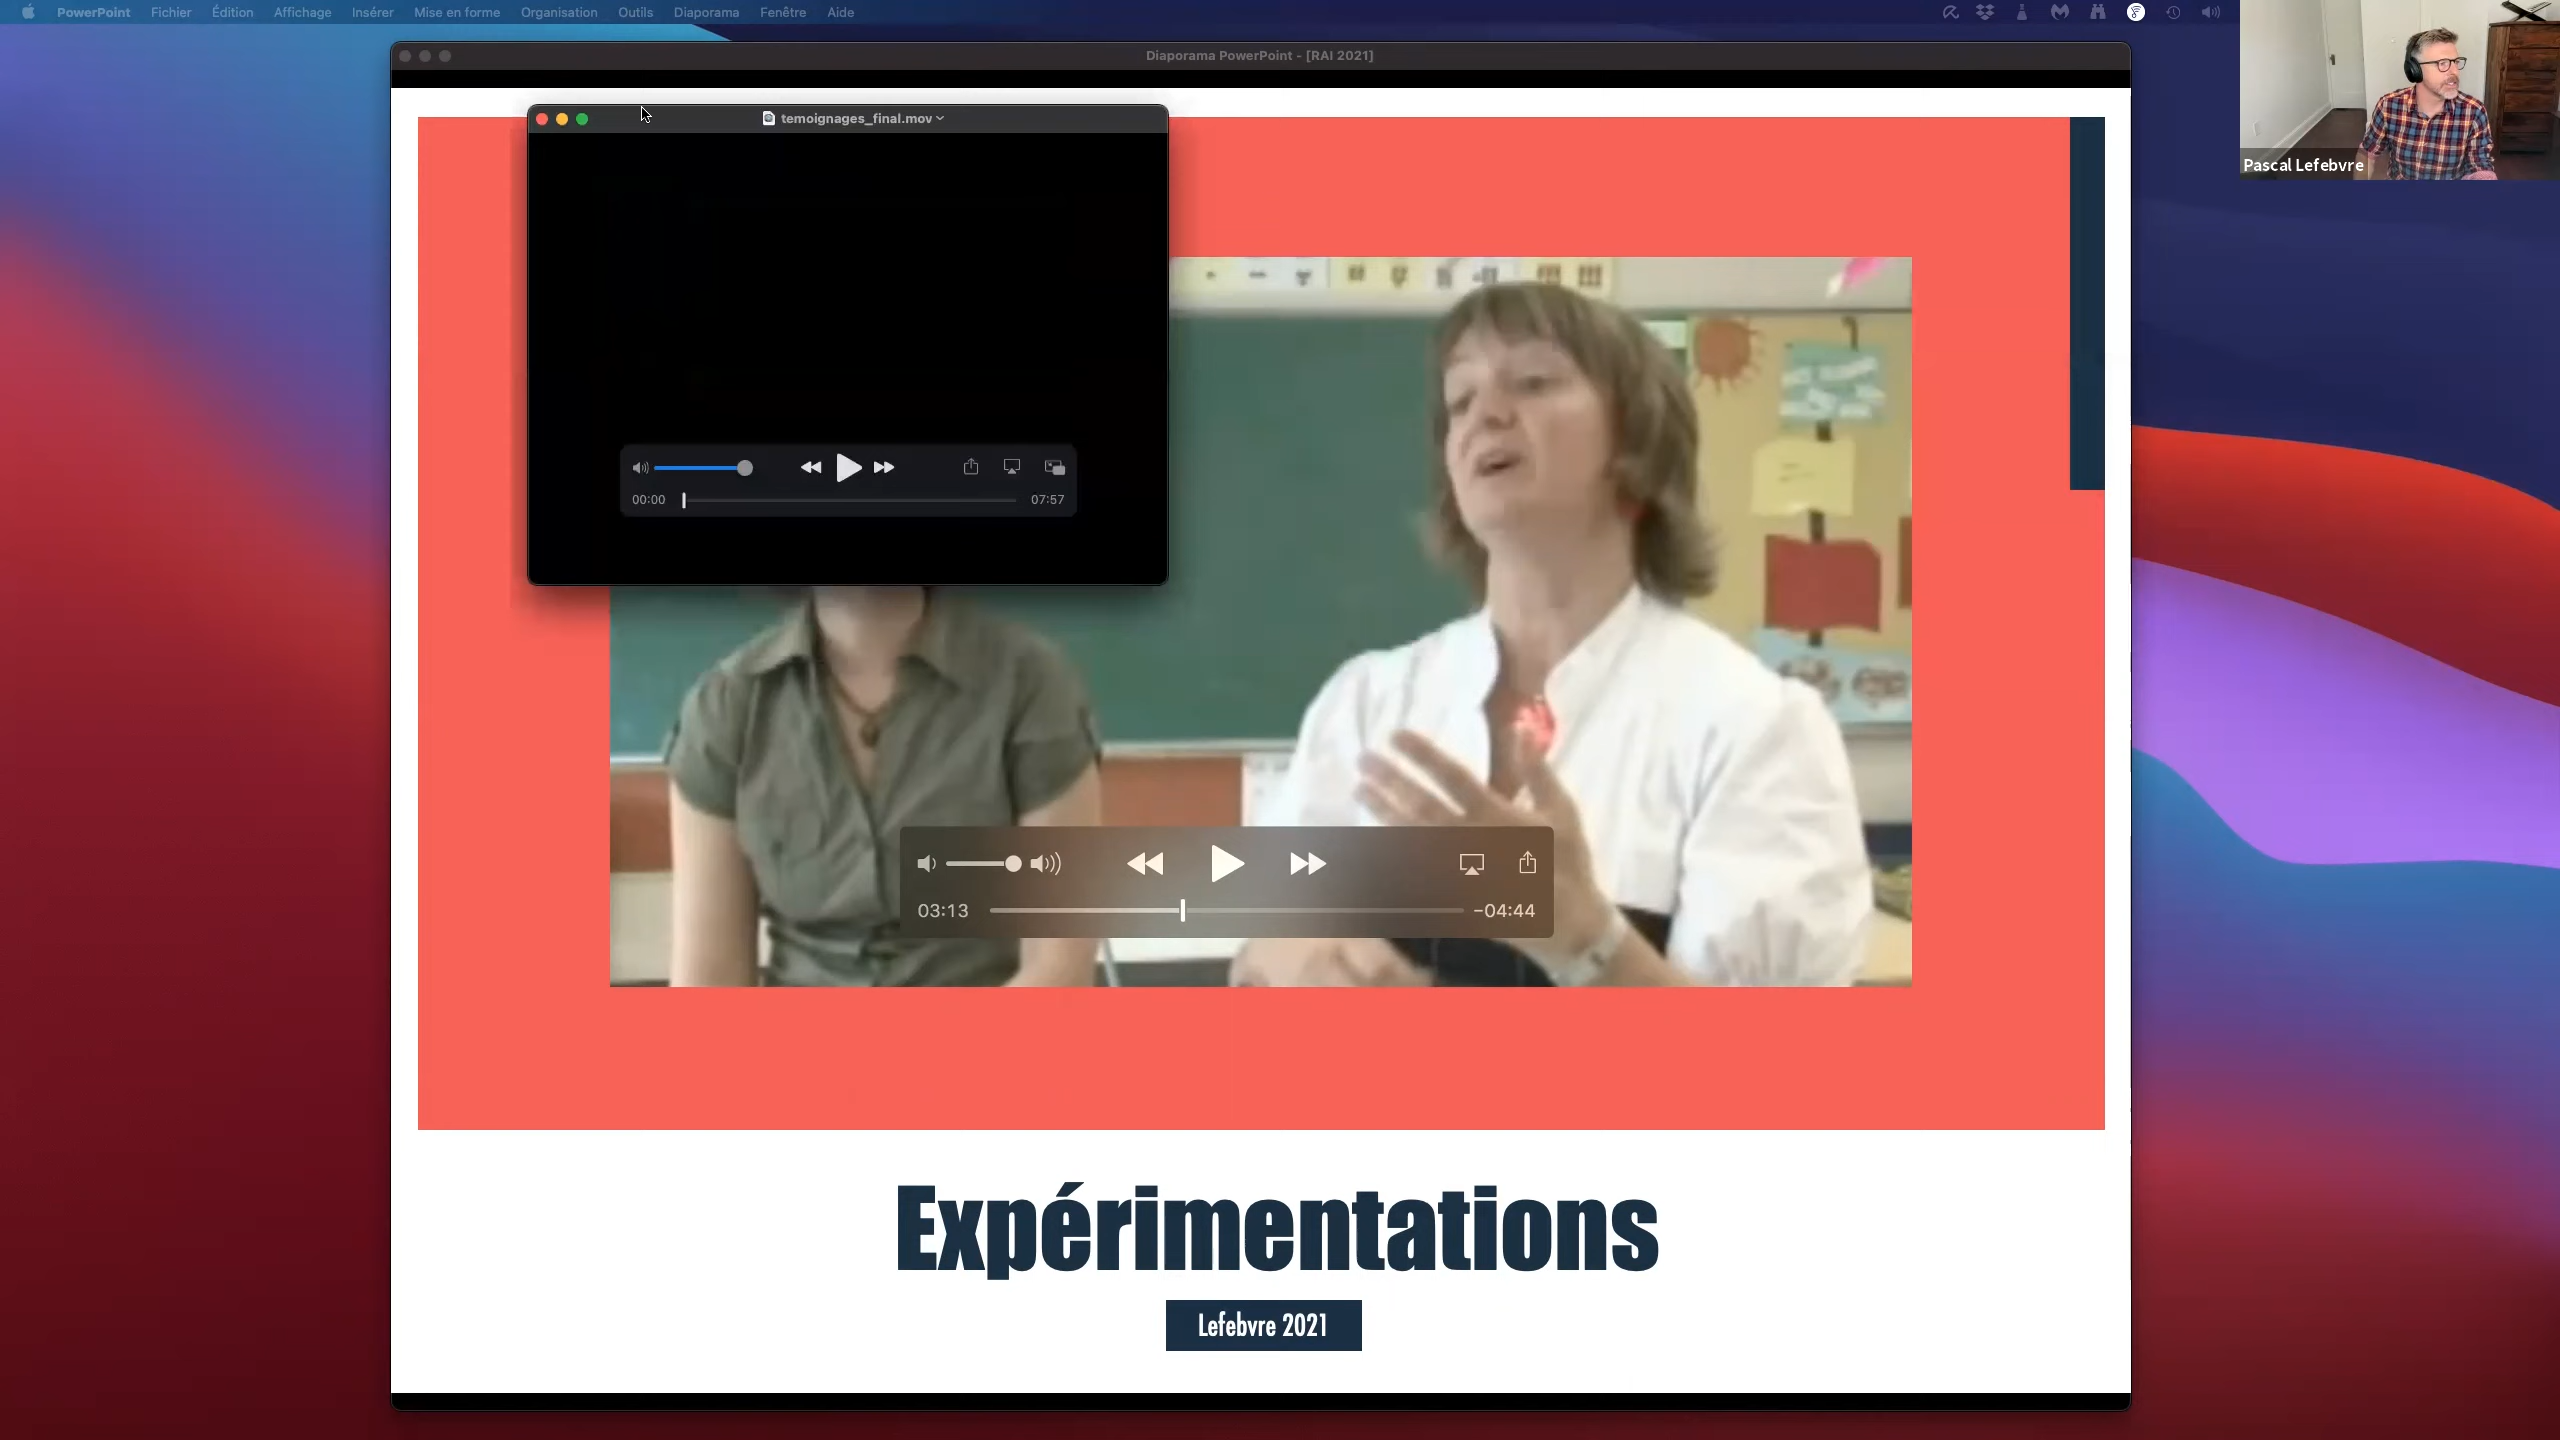 PowerPoint Fichier Édition Affichage Insérer Mise en forme Organisation Outils Diaporama Fenêtre Aide
Diaporama PowerPoint - [RAI 2021]
temoignages_final.mov
Pascal Lefebvre
00:00 07:57
03:13 -04:44
Expérimentations
Lefebvre 2021